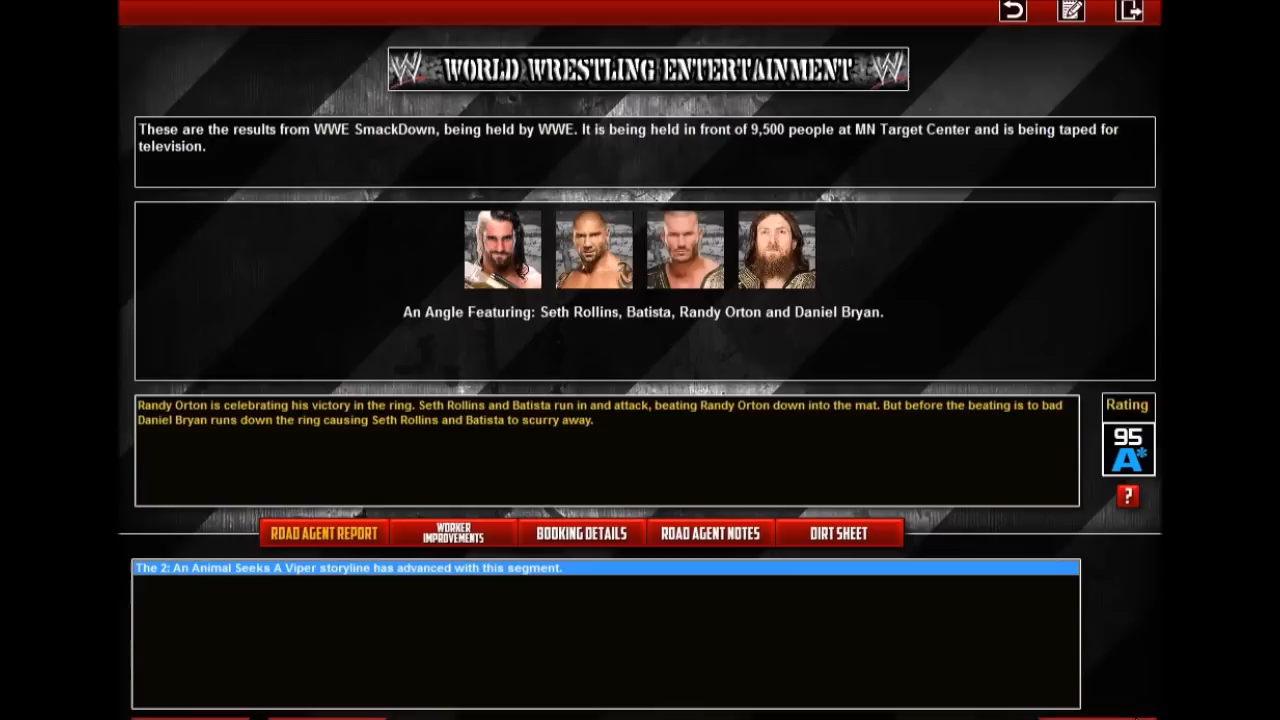 W WORLD WRESTLING ENTERTAINMENT W
These are the results from WWE SmackDown, being held by WWE. It is being held in front of 9,500 people at MN Target Center and is being taped for
television.
An Angle Featuring: Seth Rollins, Batista, Randy Orton and Daniel Bryan.
Randy Orton is celebrating his victory in the ring. Seth Rollins and Batista run in and attack, beating Randy Orton down into the mat. But before the beating is to bad
Daniel Bryan runs down the ring causing Seth Rollins and Batista to scurry away.
Rating
95
A*
?
ROAD AGENT REPORT
WORKER
IMPROVEMENTS
BOOKING DETAILS
ROAD AGENT NOTES
DIRT SHEET
The 2: An Animal Seeks A Viper storyline has advanced with this segment.